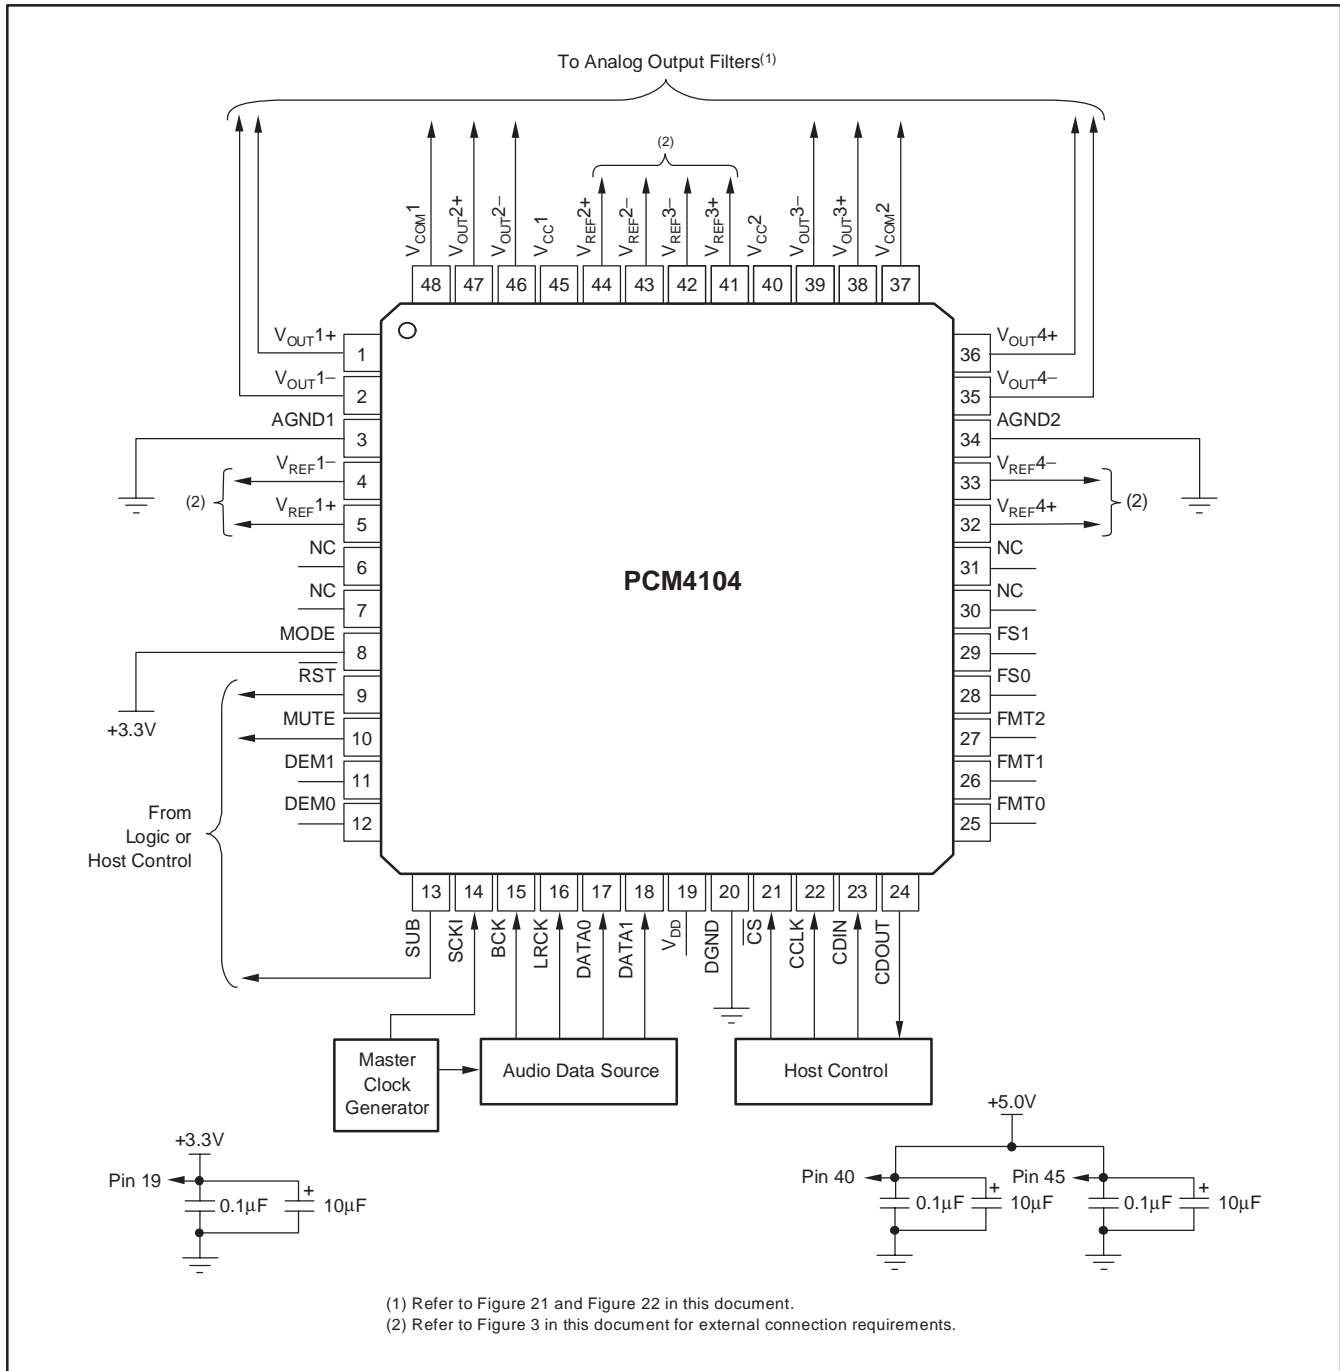 To Analog Output Filters(1)
(2)
VCOM1
VOUT2+
VOUT2–
VCC1
VREF2+
VREF2–
VREF3–
VREF3+
VCC2
VOUT3–
VOUT3+
VCOM2
48 47 46 45 44 43 42 41 40 39 38 37
VOUT1+ 1
VOUT1– 2
AGND1 3
VREF1– 4
(2)
VREF1+ 5
NC 6
NC 7
MODE 8
+3.3V
RST 9
MUTE 10
DEM1 11
DEM0 12
From
Logic or
Host Control
PCM4104
36 VOUT4+
35 VOUT4–
34 AGND2
33 VREF4–
(2)
32 VREF4+
31 NC
30 NC
29 FS1
28 FS0
27 FMT2
26 FMT1
25 FMT0
13 14 15 16 17 18 19 20 21 22 23 24
SUB
SCKI
BCK
LRCK
DATA0
DATA1
VDD
DGND
CS
CCLK
CDIN
CDOUT
Master
Clock
Generator
Audio Data Source
Host Control
+3.3V
Pin 19
0.1μF
+
10μF
+5.0V
Pin 40
0.1μF
+
10μF
Pin 45
0.1μF
+
10μF
(1) Refer to Figure 21 and Figure 22 in this document.
(2) Refer to Figure 3 in this document for external connection requirements.